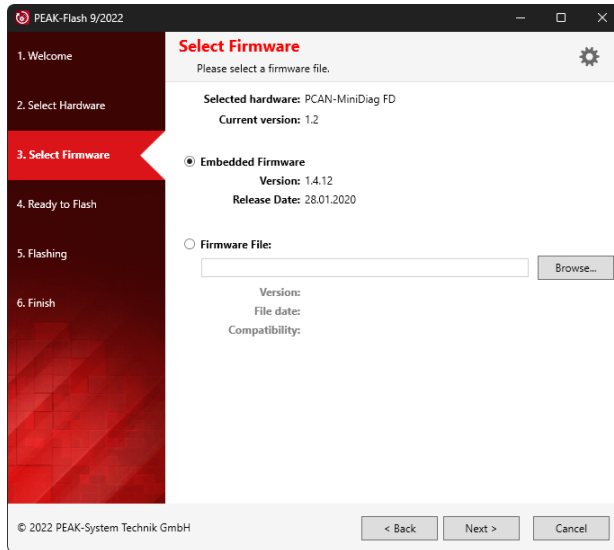 PEAK-Flash 9/2022
1. Welcome
2. Select Hardware
3. Select Firmware
4. Ready to Flash
5. Flashing
6. Finish
Select Firmware
Please select a firmware file.
Selected hardware: PCAN-MiniDiag FD
Current version: 1.2
Embedded Firmware
Version: 1.4.12
Release Date: 28.01.2020
Firmware File:
Browse...
Version:
File date:
Compatibility:
© 2022 PEAK-System Technik GmbH
< Back
Next >
Cancel